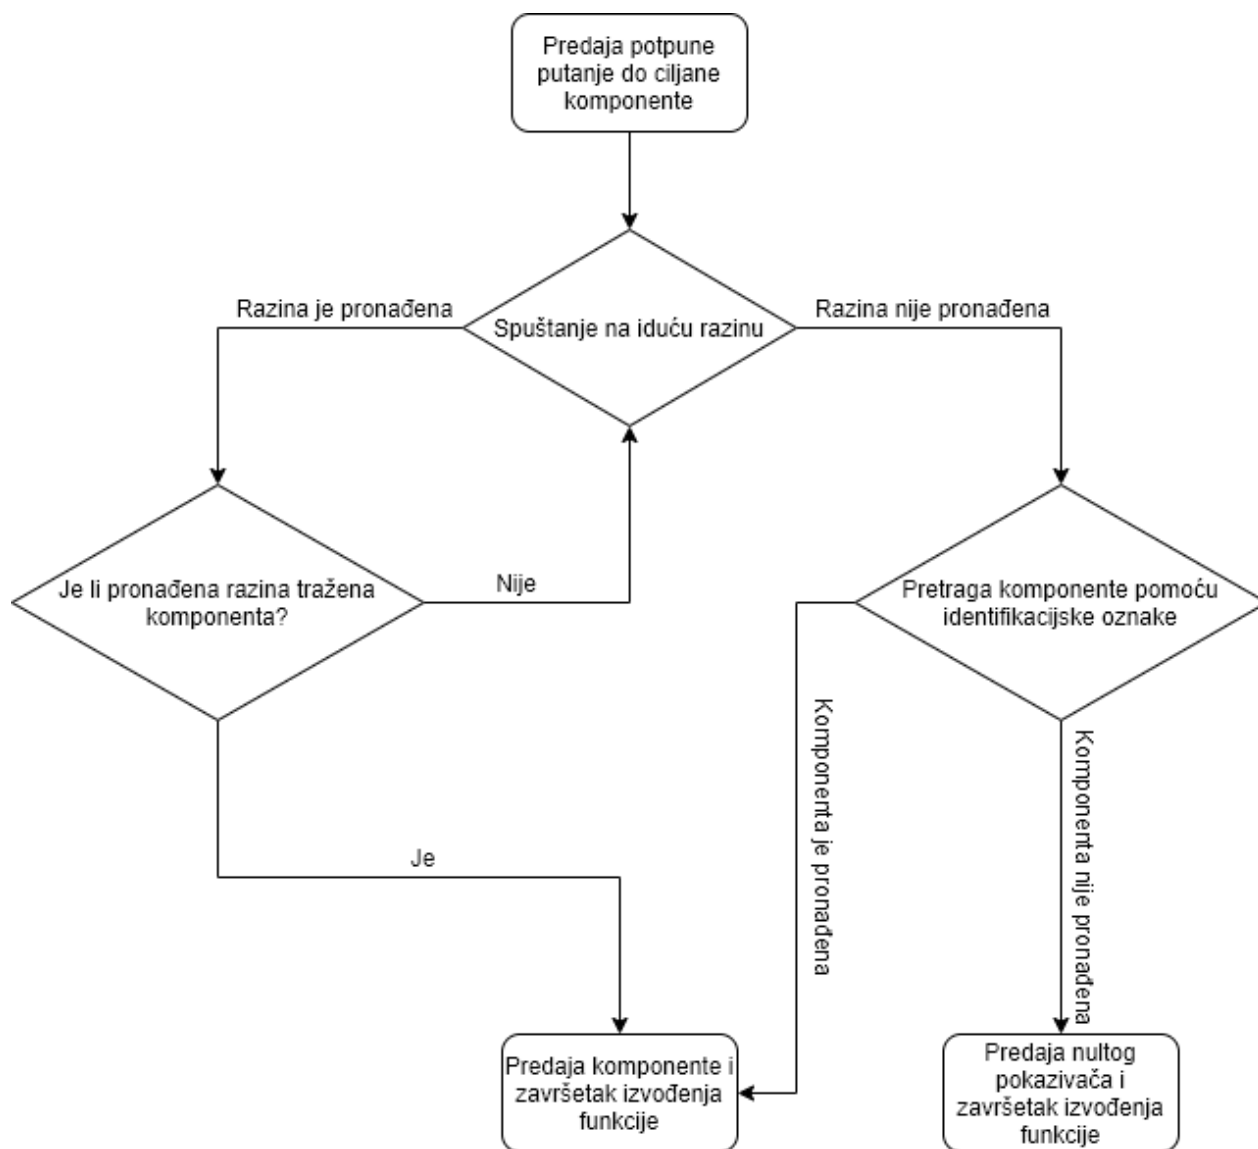 Predaja potpune
putanje do ciljane
komponente
Razina je pronađena
Spuštanje na iduću razinu
Razina nije pronađena
Je li pronađena razina tražena
komponenta?
Nije
Pretraga komponente pomoću
identifikacijske oznake
Je
Komponenta je pronađena
Komponenta nije pronađena
Predaja komponente i
završetak izvođenja
funkcije
Predaja nultog
pokazivača i
završetak izvođenja
funkcije